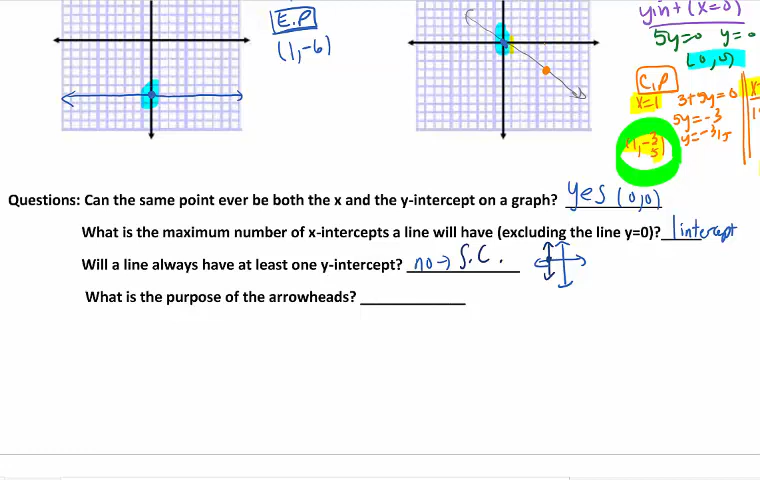 E.P
(1,-6)
yint (x=0)
5y=0 y=0
(0,0)
C.P
x=1
3+5y=0
5y=-3
y=-3/5
(1,-3/5)
Questions: Can the same point ever be both the x and the y-intercept on a graph? yes (0,0)
What is the maximum number of x-intercepts a line will have (excluding the line y=0)? 1 intercept
Will a line always have at least one y-intercept? no→ S.C.
What is the purpose of the arrowheads?